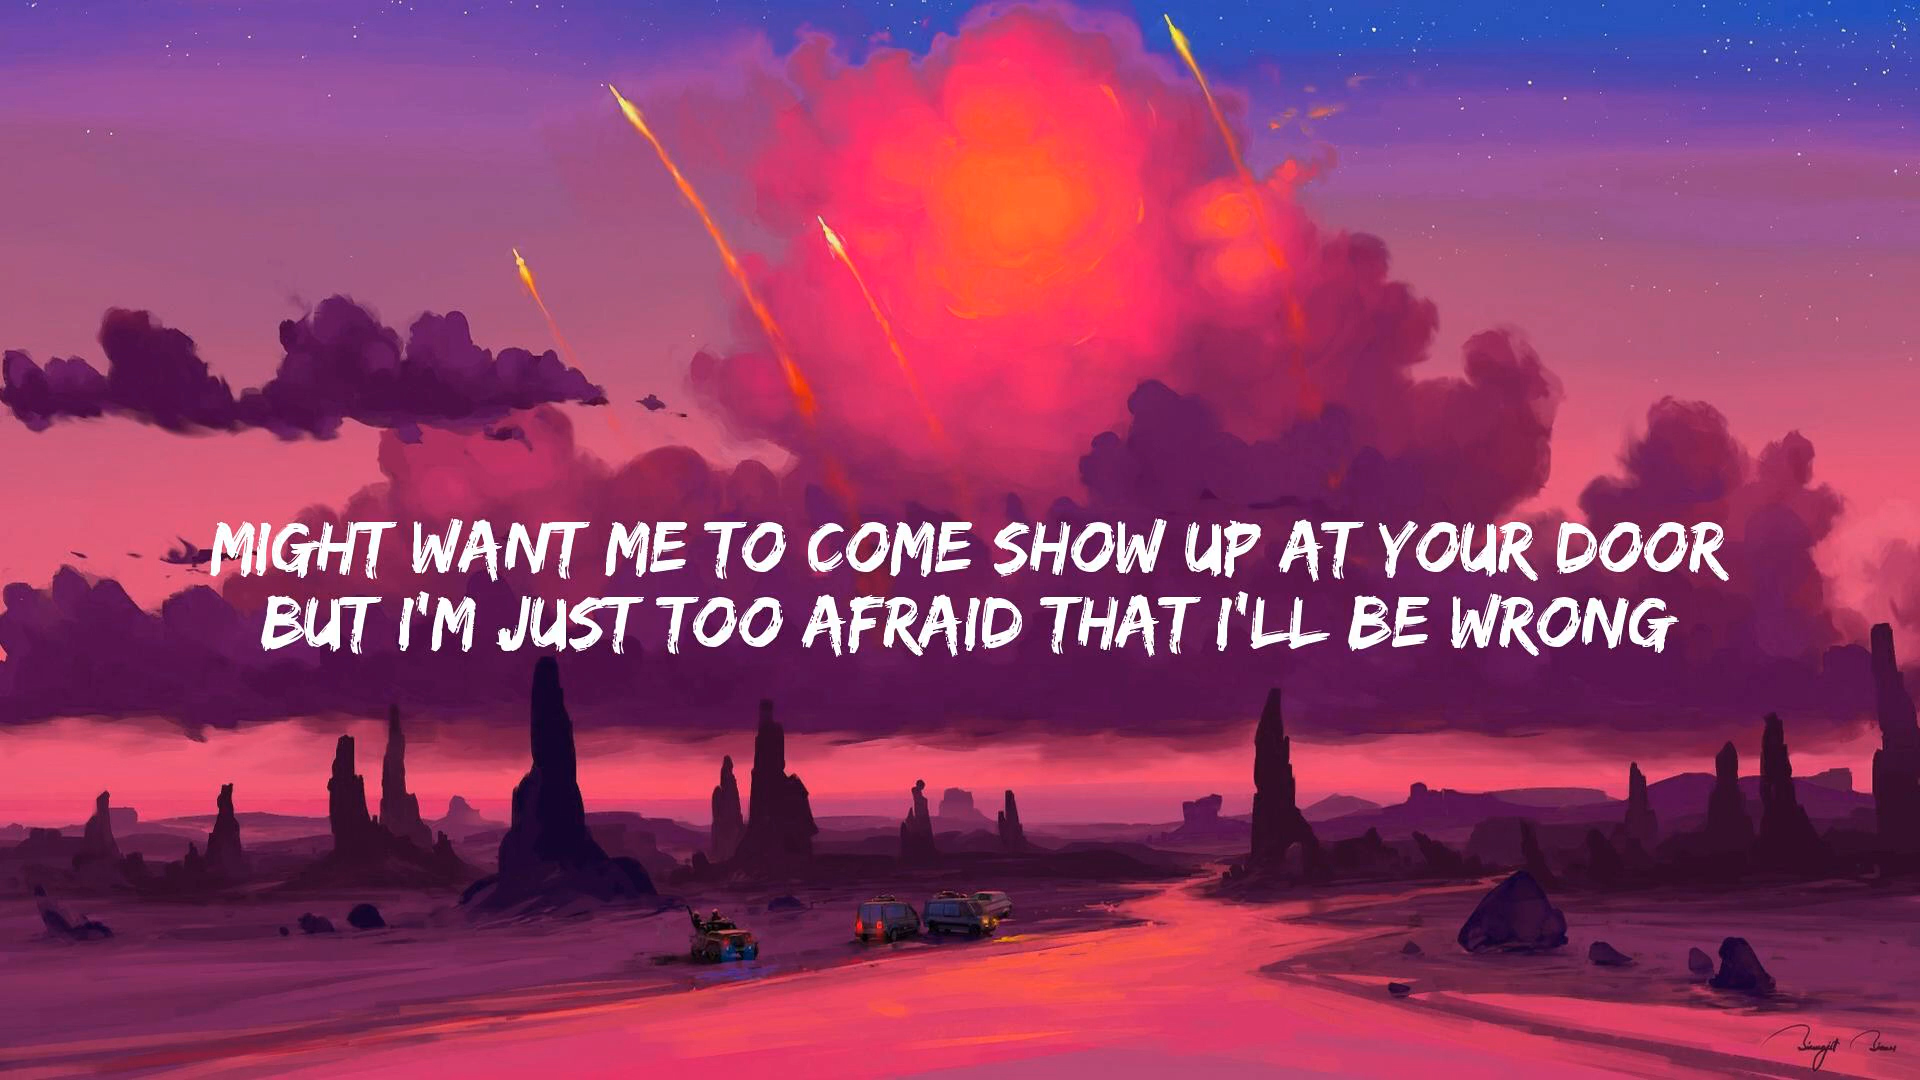 MIGHT WANT ME TO COME SHOW UP AT YOUR DOOR
BUT I'M JUST TOO AFRAID THAT I'LL BE WRONG